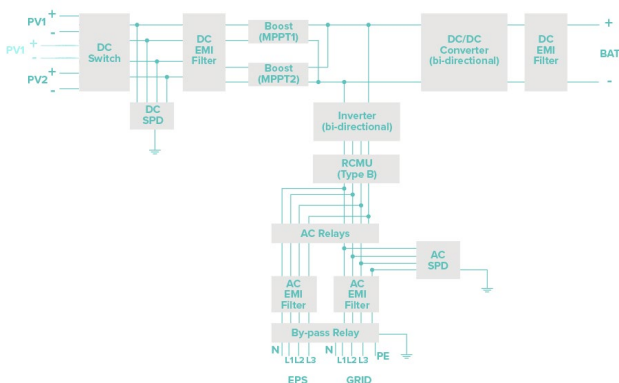 PV1 +
-
PV1 +
-
PV2 +
-
DC
Switch
DC
SPD
DC
EMI
Filter
Boost
(MPPT1)
Boost
(MPPT2)
DC/DC
Converter
(bi-directional)
DC
EMI
Filter
+
BAT
-
Inverter
(bi-directional)
RCMU
(Type B)
AC Relays
AC
SPD
AC
EMI
Filter
AC
EMI
Filter
By-pass Relay
N L1 L2 L3 N L1 L2 L3 PE
EPS GRID